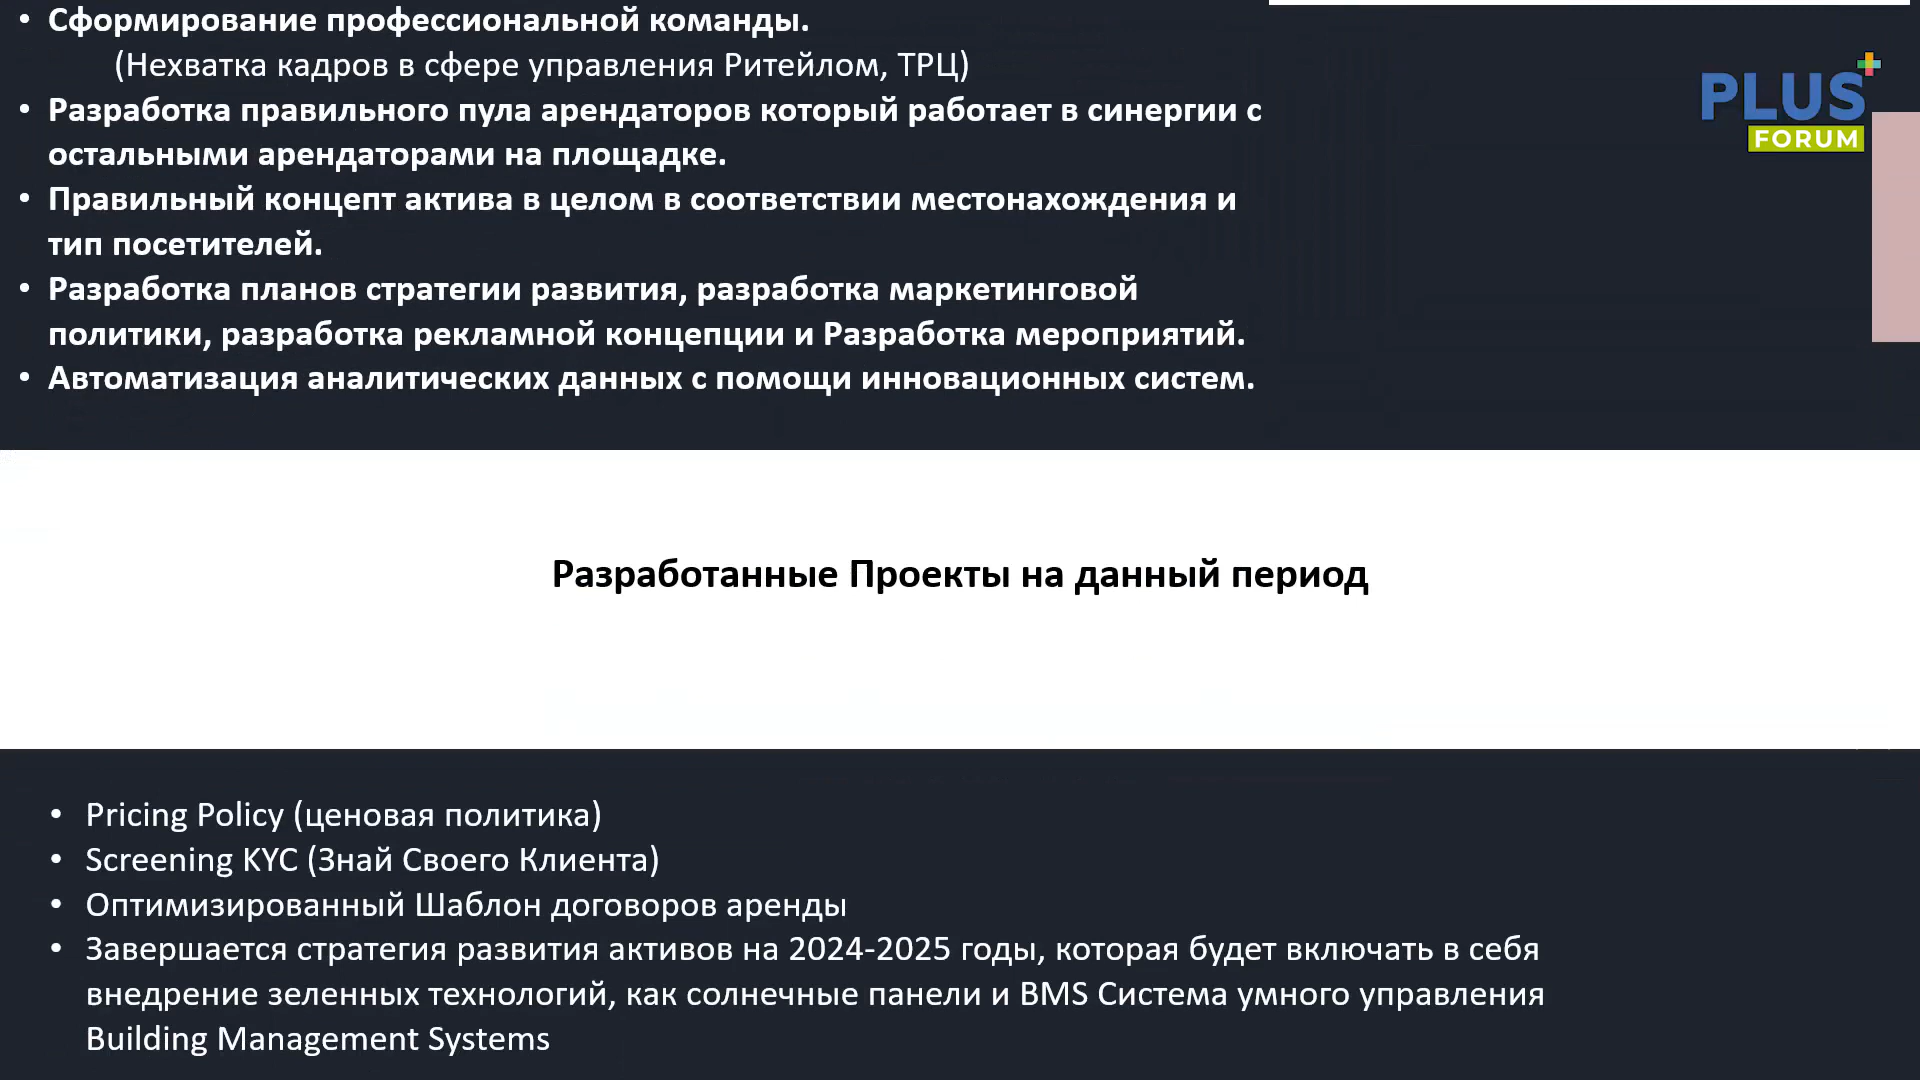 • Сформирование профессиональной команды.
(Нехватка кадров в сфере управления Ритейлом, ТРЦ)
• Разработка правильного пула арендаторов который работает в синергии с
остальными арендаторами на площадке.
• Правильный концепт актива в целом в соответствии местонахождения и
тип посетителей.
• Разработка планов стратегии развития, разработка маркетинговой
политики, разработка рекламной концепции и Разработка мероприятий.
• Автоматизация аналитических данных с помощи инновационных систем.
PLUS
FORUM
Разработанные Проекты на данный период
• Pricing Policy (ценовая политика)
• Screening KYC (Знай Своего Клиента)
• Оптимизированный Шаблон договоров аренды
• Завершается стратегия развития активов на 2024-2025 годы, которая будет включать в себя
внедрение зеленных технологий, как солнечные панели и BMS Система умного управления
Building Management Systems